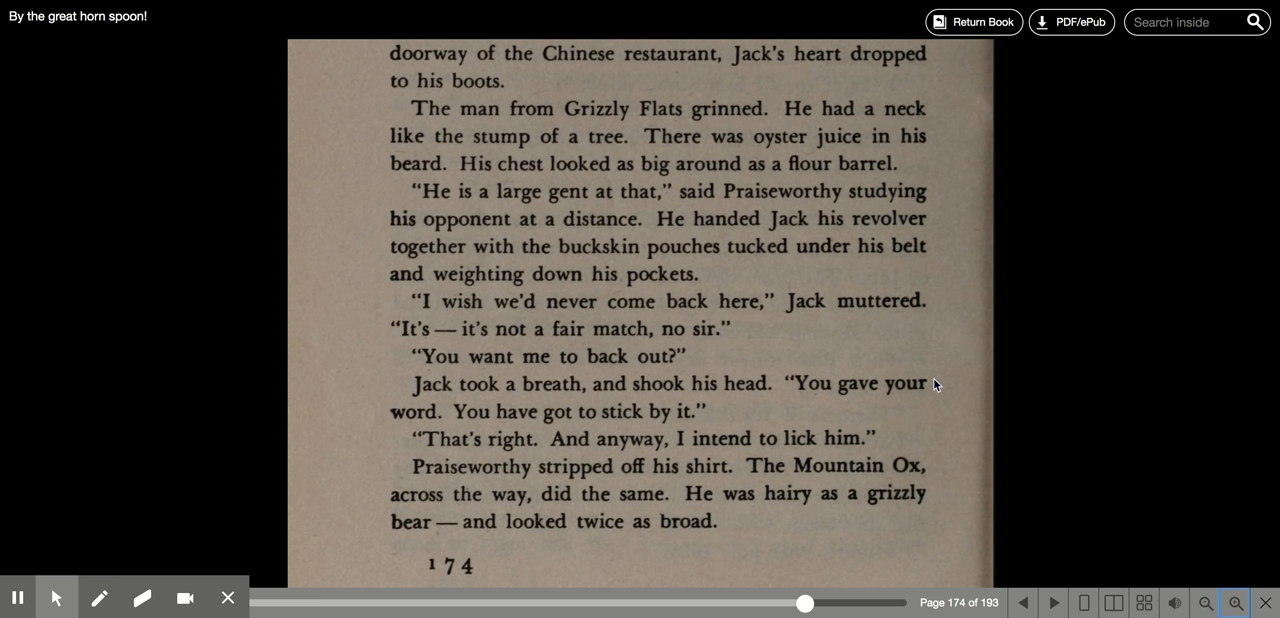 By the great horn spoon!
Return Book
PDF/ePub
Search inside
doorway of the Chinese restaurant, Jack's heart dropped
to his boots.
The man from Grizzly Flats grinned. He had a neck
like the stump of a tree. There was oyster juice in his
beard. His chest looked as big around as a flour barrel.
"He is a large gent at that," said Praiseworthy studying
his opponent at a distance. He handed Jack his revolver
together with the buckskin pouches tucked under his belt
and weighting down his pockets.
"I wish we'd never come back here," Jack muttered.
"It's — it's not a fair match, no sir."
"You want me to back out?"
Jack took a breath, and shook his head. "You gave your
word. You have got to stick by it."
"That's right. And anyway, I intend to lick him."
Praiseworthy stripped off his shirt. The Mountain Ox,
across the way, did the same. He was hairy as a grizzly
bear — and looked twice as broad.
174
Page 174 of 193